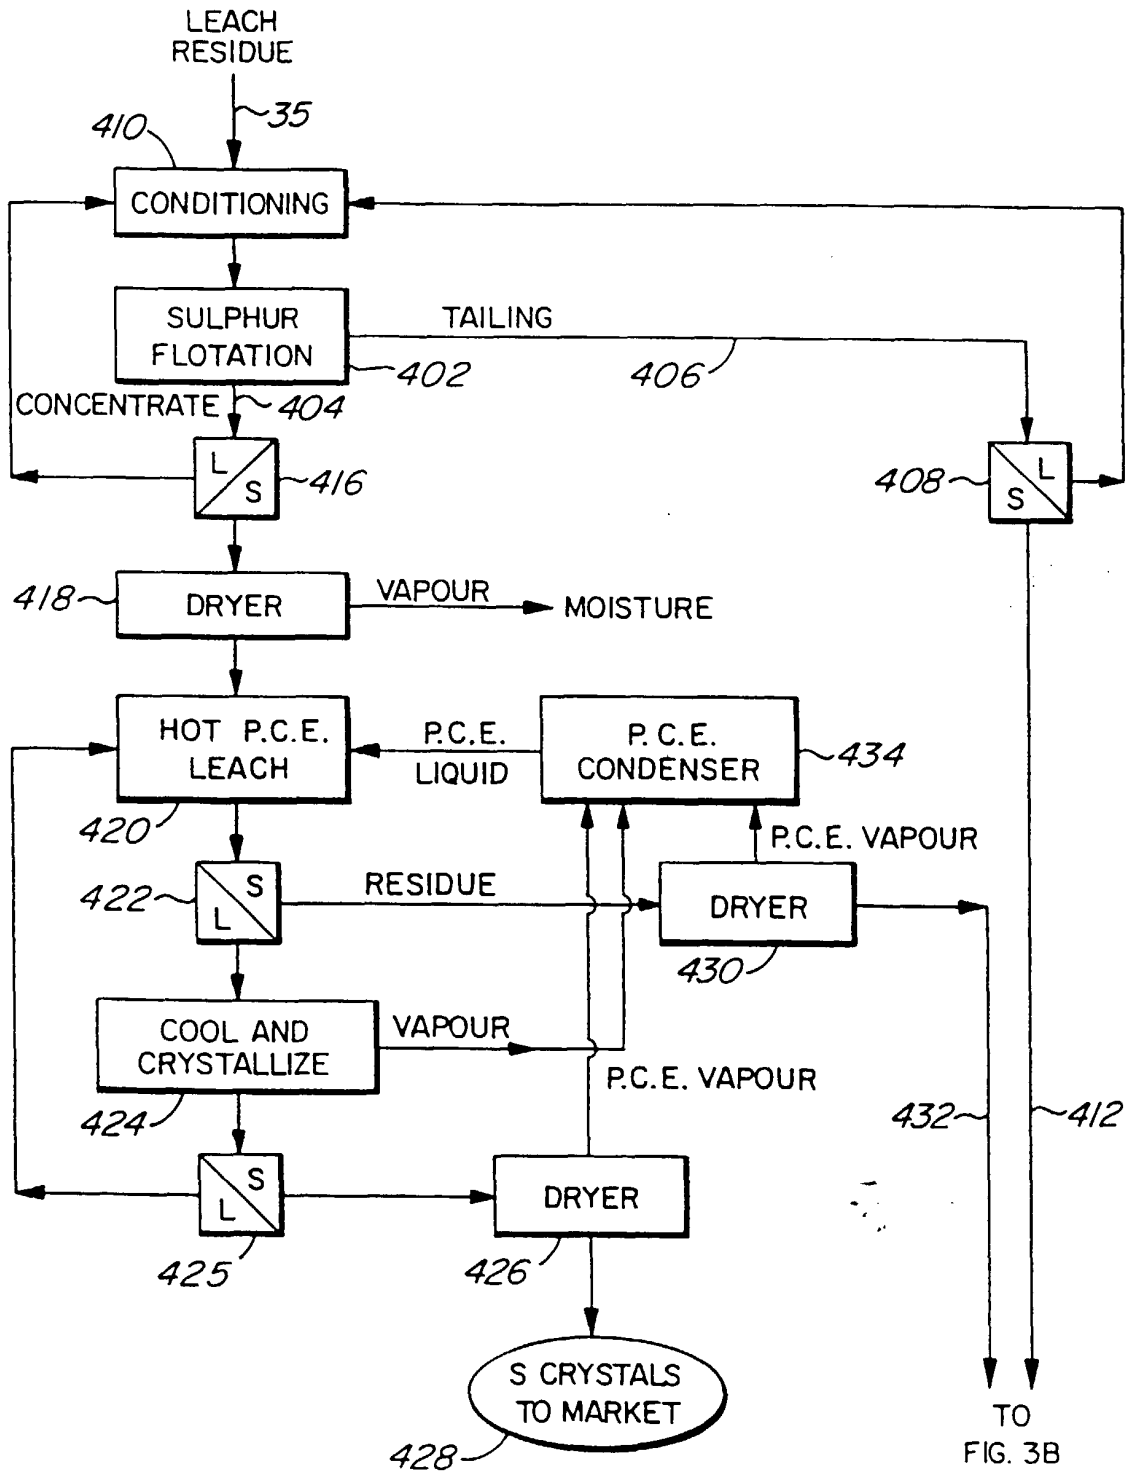 LEACH
RESIDUE
35
410
CONDITIONING
SULPHUR
FLOTATION
402
TAILING
406
CONCENTRATE
404
L
S
416
408
L
S
418
DRYER
VAPOUR
MOISTURE
HOT P.C.E.
LEACH
420
P.C.E.
LIQUID
P.C.E.
CONDENSER
434
P.C.E. VAPOUR
422
S
L
RESIDUE
DRYER
430
COOL AND
CRYSTALLIZE
424
VAPOUR
P.C.E. VAPOUR
432
412
S
L
425
DRYER
426
S CRYSTALS
TO MARKET
428
TO
FIG. 3B